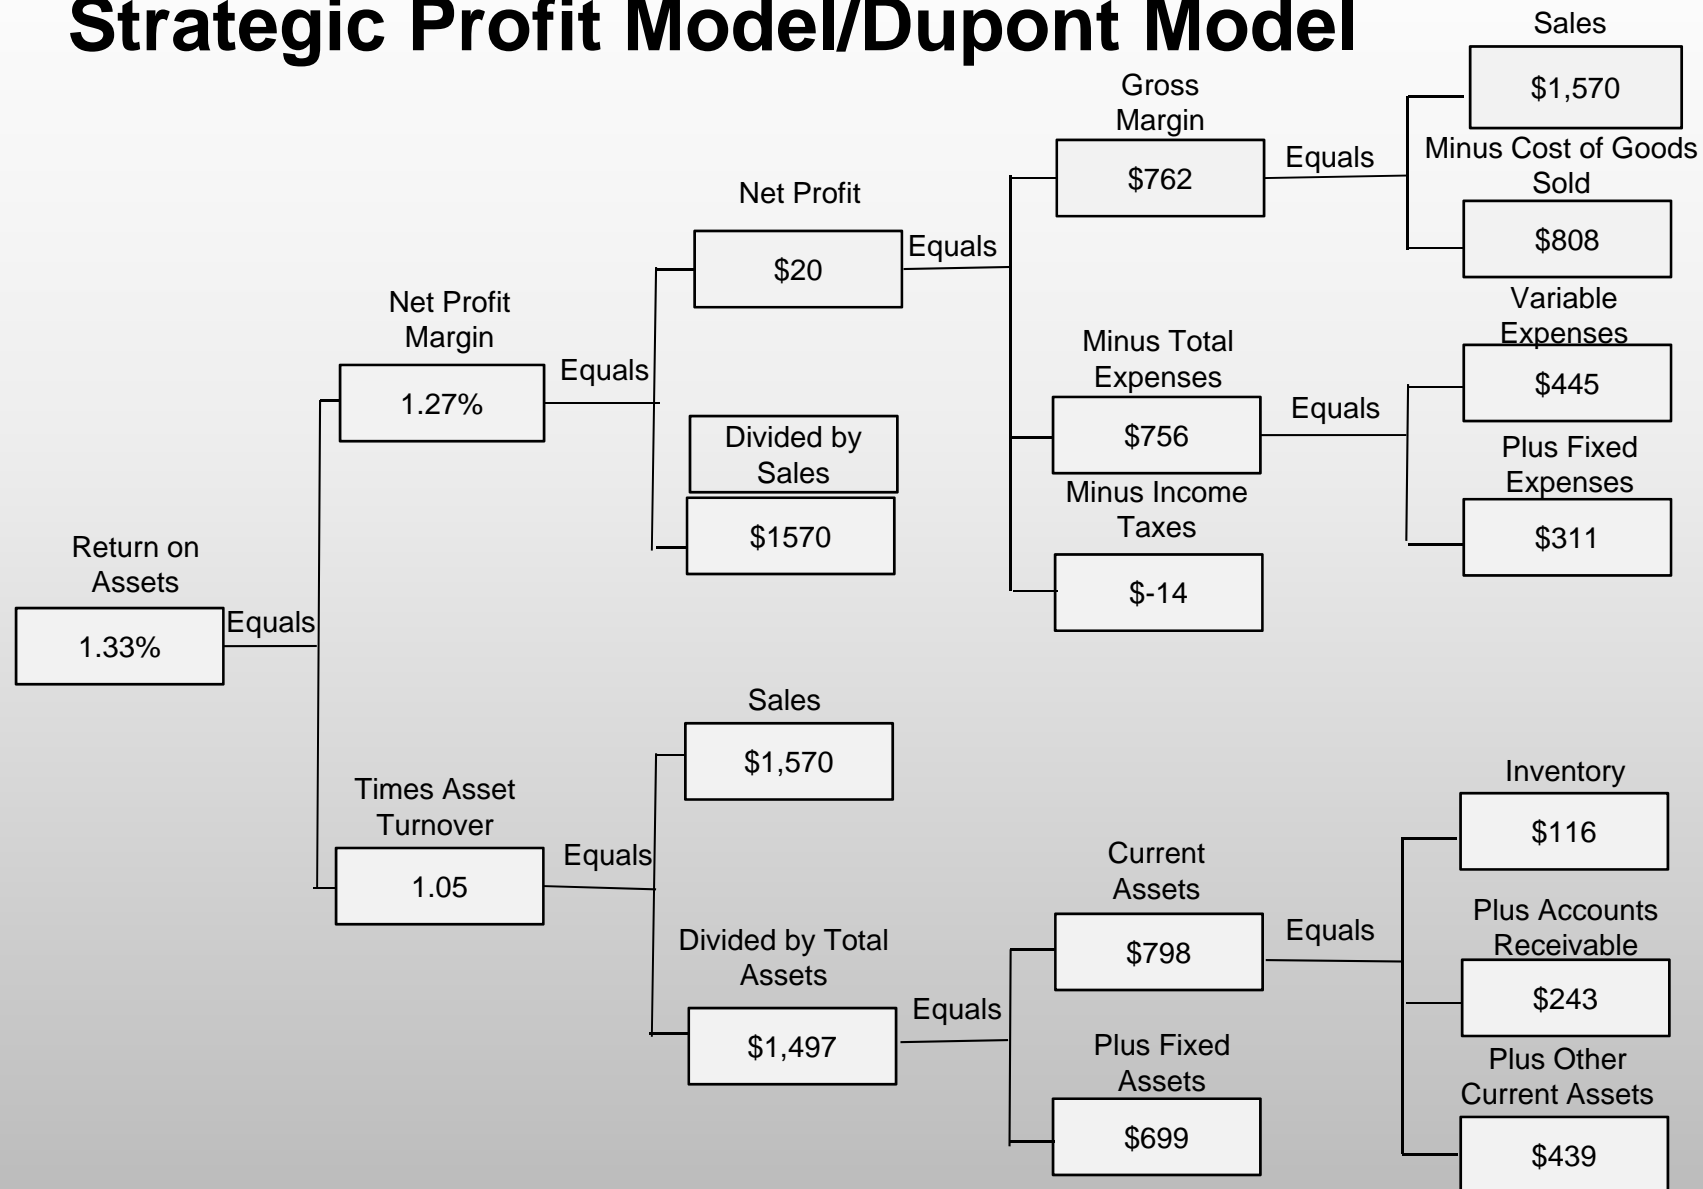 Strategic Profit Model/Dupont Model
Sales
$1,570
Gross
Margin
$762
Equals
Minus Cost of Goods
Sold
$808
Net Profit
$20
Equals
Variable
Expenses
$445
Net Profit
Margin
1.27%
Equals
Minus Total
Expenses
$756
Equals
Plus Fixed
Expenses
$311
Divided by
Sales
$1570
Minus Income
Taxes
$-14
Return on
Assets
1.33%
Equals
Sales
$1,570
Times Asset
Turnover
1.05
Equals
Inventory
$116
Current
Assets
$798
Equals
Plus Accounts
Receivable
$243
Divided by Total
Assets
$1,497
Equals
Plus Fixed
Assets
$699
Plus Other
Current Assets
$439